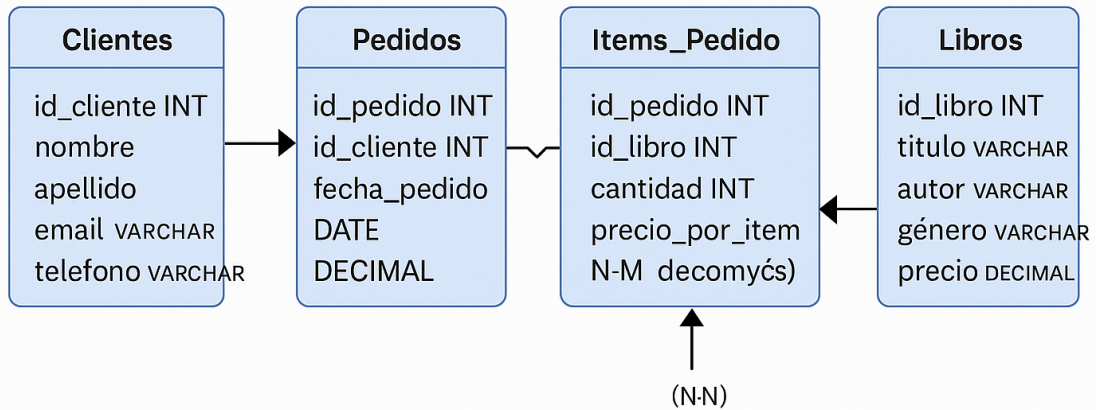 Clientes
id_cliente INT
nombre
apellido
email VARCHAR
telefono VARCHAR
Pedidos
id_pedido INT
id_cliente INT
fecha_pedido
DATE
DECIMAL
Items_Pedido
id_pedido INT
id_libro INT
cantidad INT
precio_por_item
N-M decomyćs)
Libros
id_libro INT
titulo VARCHAR
autor VARCHAR
género VARCHAR
precio DECIMAL
(N·N)